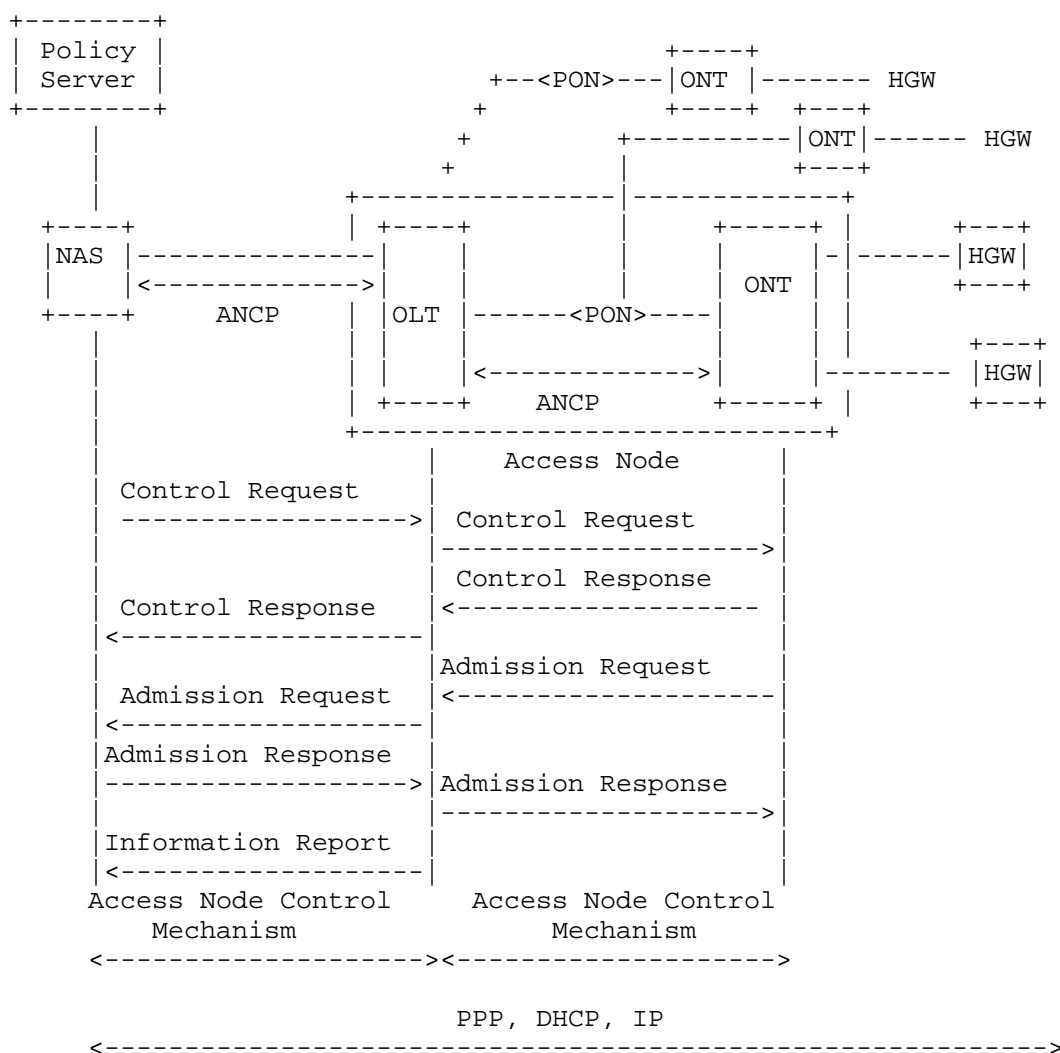 Policy
Server
+--<PON>---|ONT |------- HGW
|ONT|------ HGW
NAS
HGW
ONT
ANCP
OLT
------<PON>----
HGW
ANCP
Access Node
Control Request
Control Request
Control Response
Control Response
Admission Request
Admission Request
Admission Response
Admission Response
Information Report
Access Node Control Access Node Control
Mechanism Mechanism
PPP, DHCP, IP